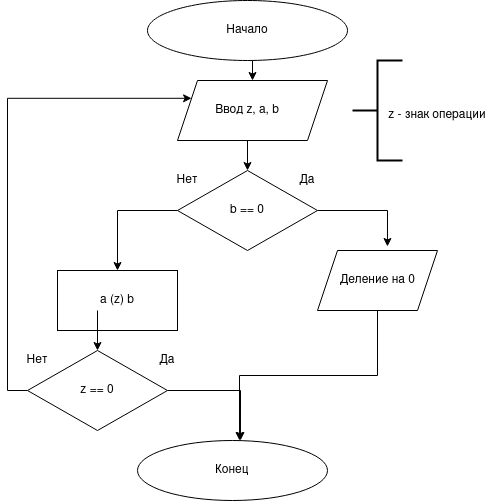 Начало
Ввод z, a, b
z - знак операции
Нет
Да
b == 0
Деление на 0
a (z) b
Нет
Да
z == 0
Конец